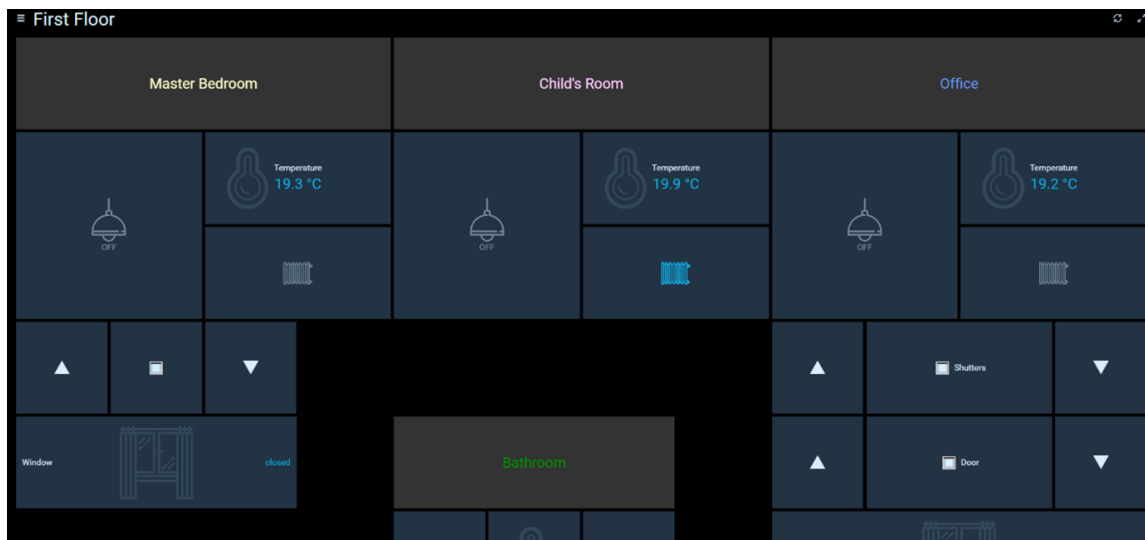 First Floor
Master Bedroom
Child's Room
Office
Temperature
19.3 °C
Temperature
19.9 °C
Temperature
19.2 °C
OFF
OFF
OFF
Shutters
Window
closed
Bathroom
Door